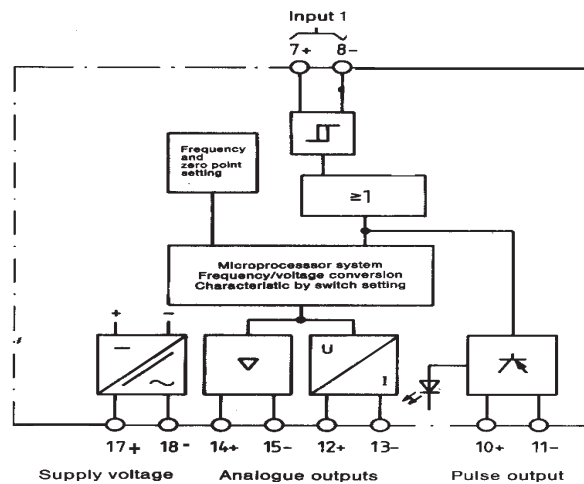 Input 1
7+ 8-
Frequency
and
zero point
setting
≥1
Microprocesssor system
Frequency/voltage conversion
Characteristic by switch setting
+ -
U
I
17+ 18- 14+ 15- 12+ 13- 10+ 11-
Supply voltage Analogue outputs Pulse output